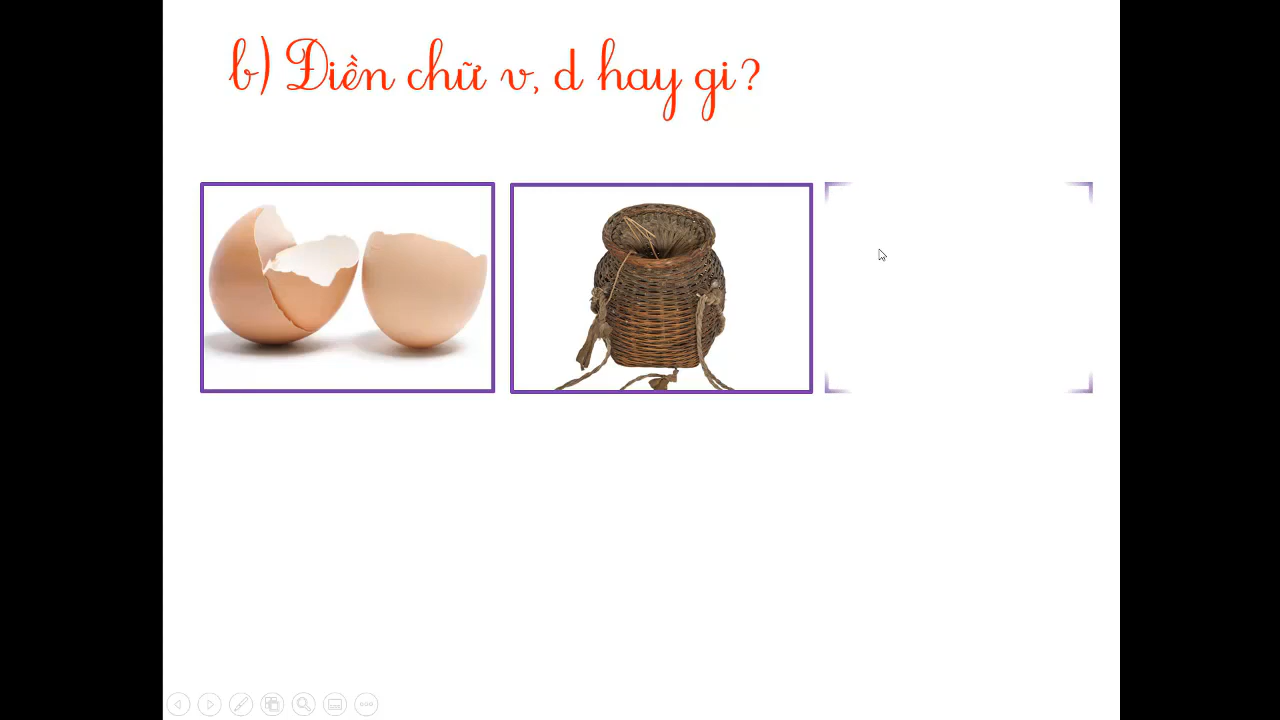 b) Điền chữ v, d hay gi?